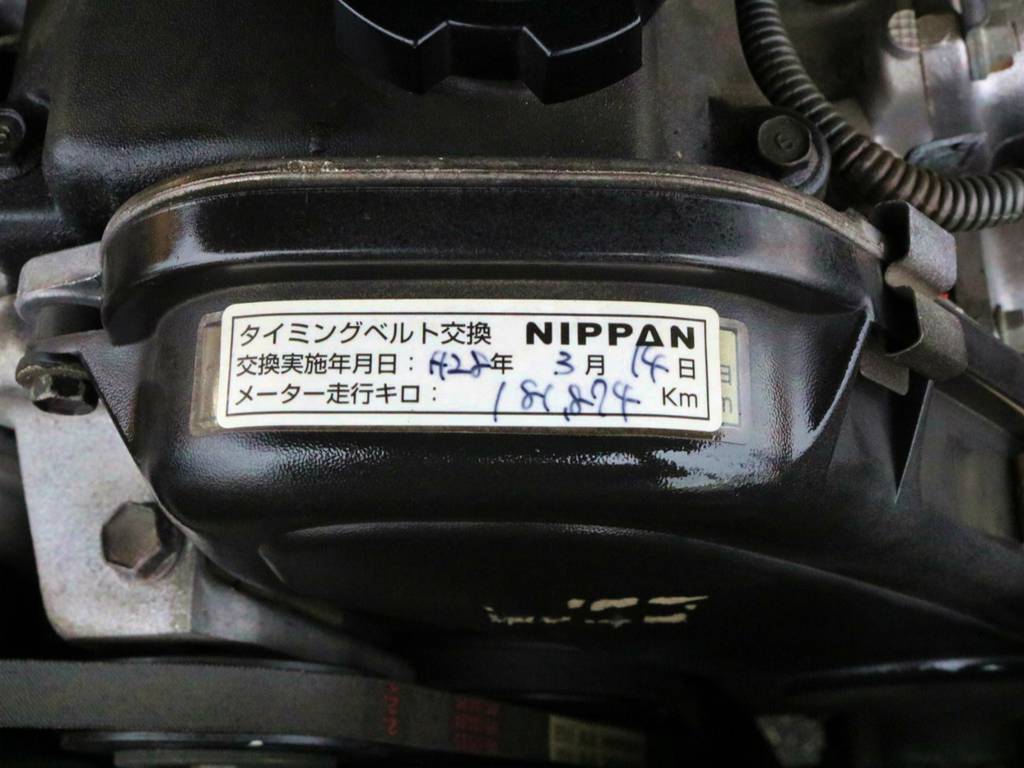 タイミングベルト交換 NIPPAN
交換実施年月日：H28年 3月 14日
メーター走行キロ： 181,874 Km
日
m